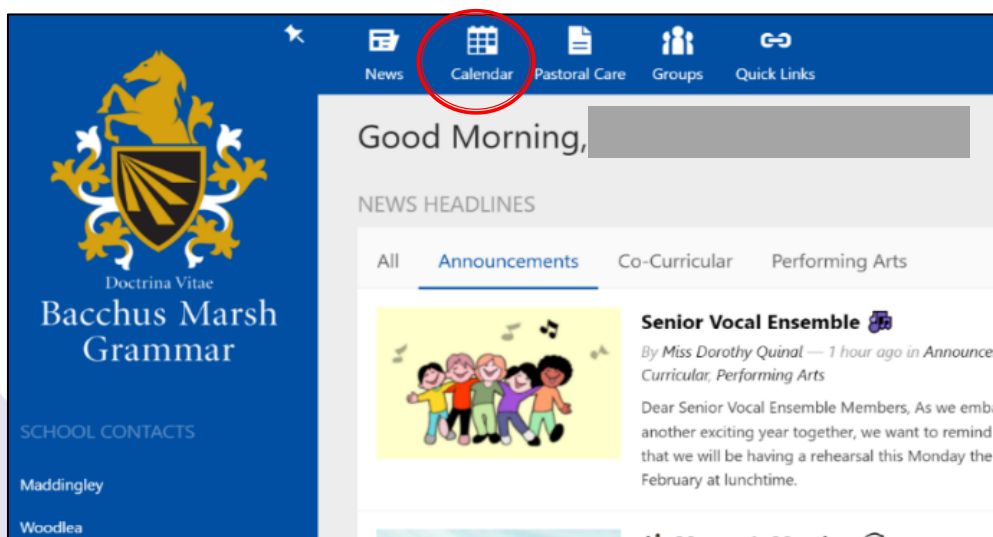 News
Calendar
Pastoral Care
Groups
Quick Links
Good Morning,
NEWS HEADLINES
All
Announcements
Co-Curricular
Performing Arts
Doctrina Vitae
Bacchus Marsh
Grammar
SCHOOL CONTACTS
Maddingley
Woodlea
Senior Vocal Ensemble
By Miss Dorothy Quinal — 1 hour ago in Announce
Curricular, Performing Arts
Dear Senior Vocal Ensemble Members, As we emba
another exciting year together, we want to remind
that we will be having a rehearsal this Monday the
February at lunchtime.